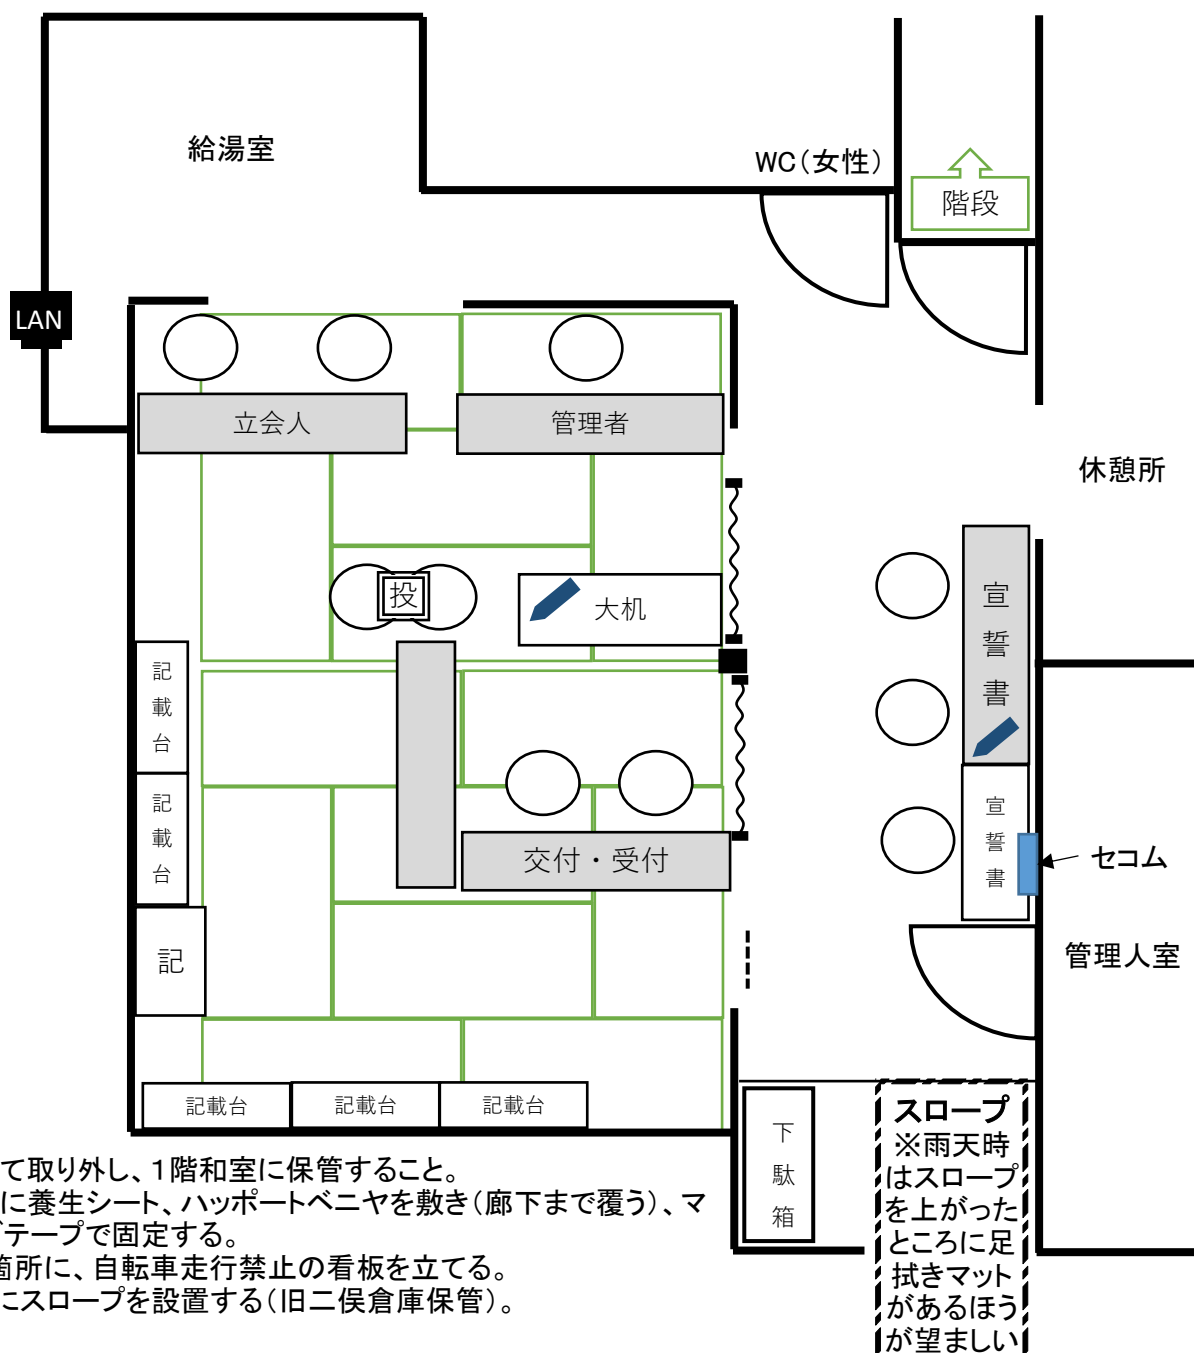 給湯室
WC（女性）
階段
LAN
立会人
管理者
休憩所
投
大机
宣誓書
記載台
記載台
宣誓書
セコム
交付・受付
記
管理人室
記載台
記載台
記載台
下駄箱
スロープ
※雨天時
はスロープ
を上がった
ところに足
拭きマット
があるほう
が望ましい
て取り外し、１階和室に保管すること。
に養生シート、ハッポートベニヤを敷き（廊下まで覆う）、マ
テープで固定する。
箇所に、自転車走行禁止の看板を立てる。
にスロープを設置する（旧二俣倉庫保管）。